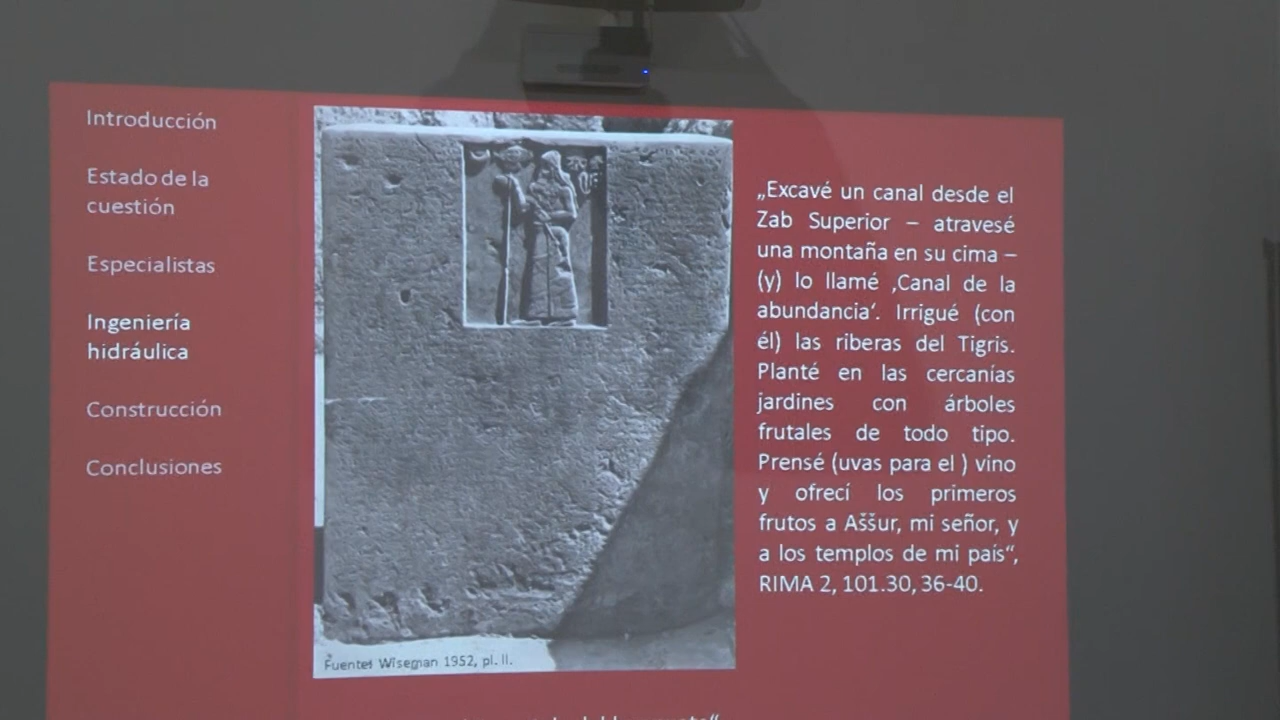 Introducción
Estado de la
cuestión
Especialistas
Ingeniería
hidráulica
Construcción
Conclusiones
„Excavé un canal desde el
Zab Superior – atravesé
una montaña en su cima –
(y) lo llamé ‚Canal de la
abundancia‘. Irrigué (con
él) las riberas del Tigris.
Planté en las cercanías
jardines con árboles
frutales de todo tipo.
Prensé (uvas para el ) vino
y ofrecí los primeros
frutos a Aššur, mi señor, y
a los templos de mi país“,
RIMA 2, 101.30, 36-40.
Fuente: Wiseman 1952, pl. II.